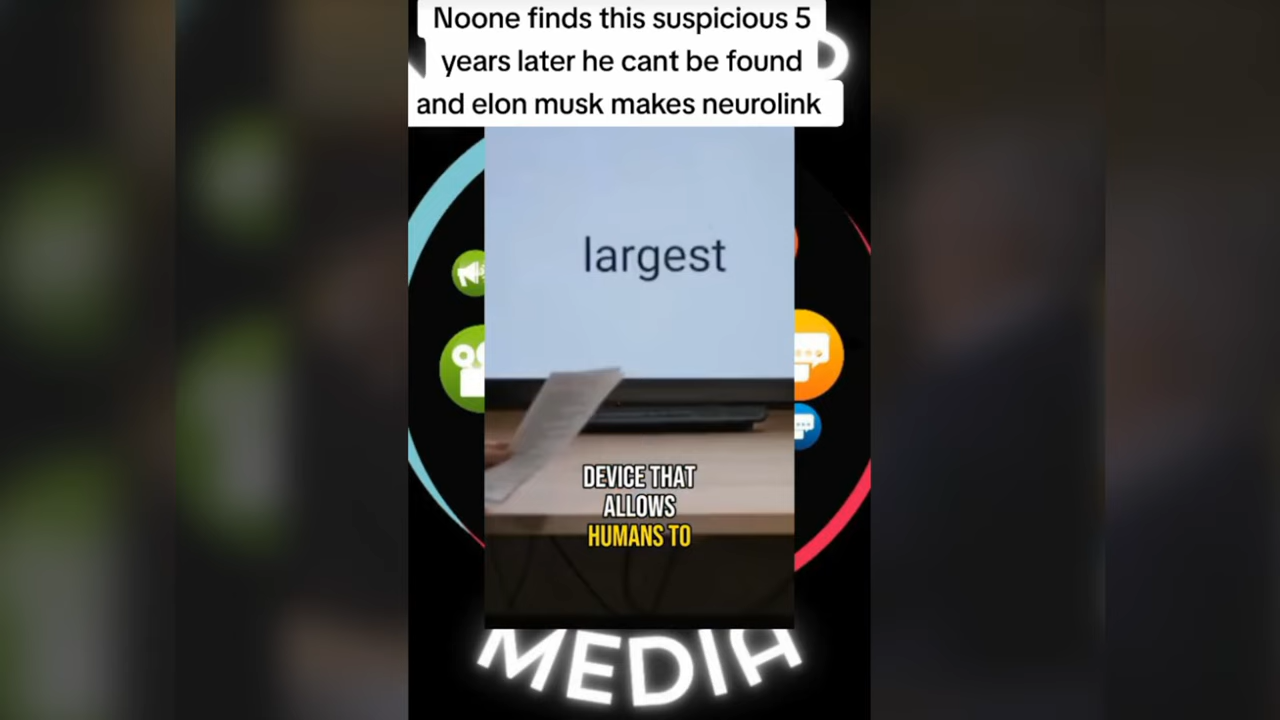 Noone finds this suspicious 5
years later he cant be found
and elon musk makes neurolink
largest
DEVICE THAT
ALLOWS
HUMANS TO
MEDIA